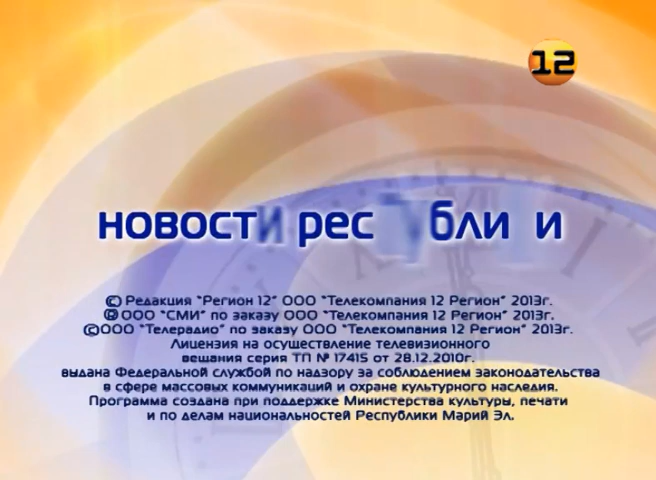 12
новости
© Редакция "Регион 12" ООО "Телекомпания 12 Регион" 2013г.
© ООО "СМИ" по заказу ООО "Телекомпания 12 Регион" 2013г.
©ООО "Телерадио" по заказу ООО "Телекомпания 12 Регион" 2013г.
Лицензия на осуществление телевизионного
вещания серия ТП № 17415 от 28.12.2010г.
выдана Федеральной службой по надзору за соблюдением законодательства
в сфере массовых коммуникаций и охране культурного наследия.
Программа создана при поддержке Министерства культуры, печати
и по делам национальностей Республики Марий Эл.